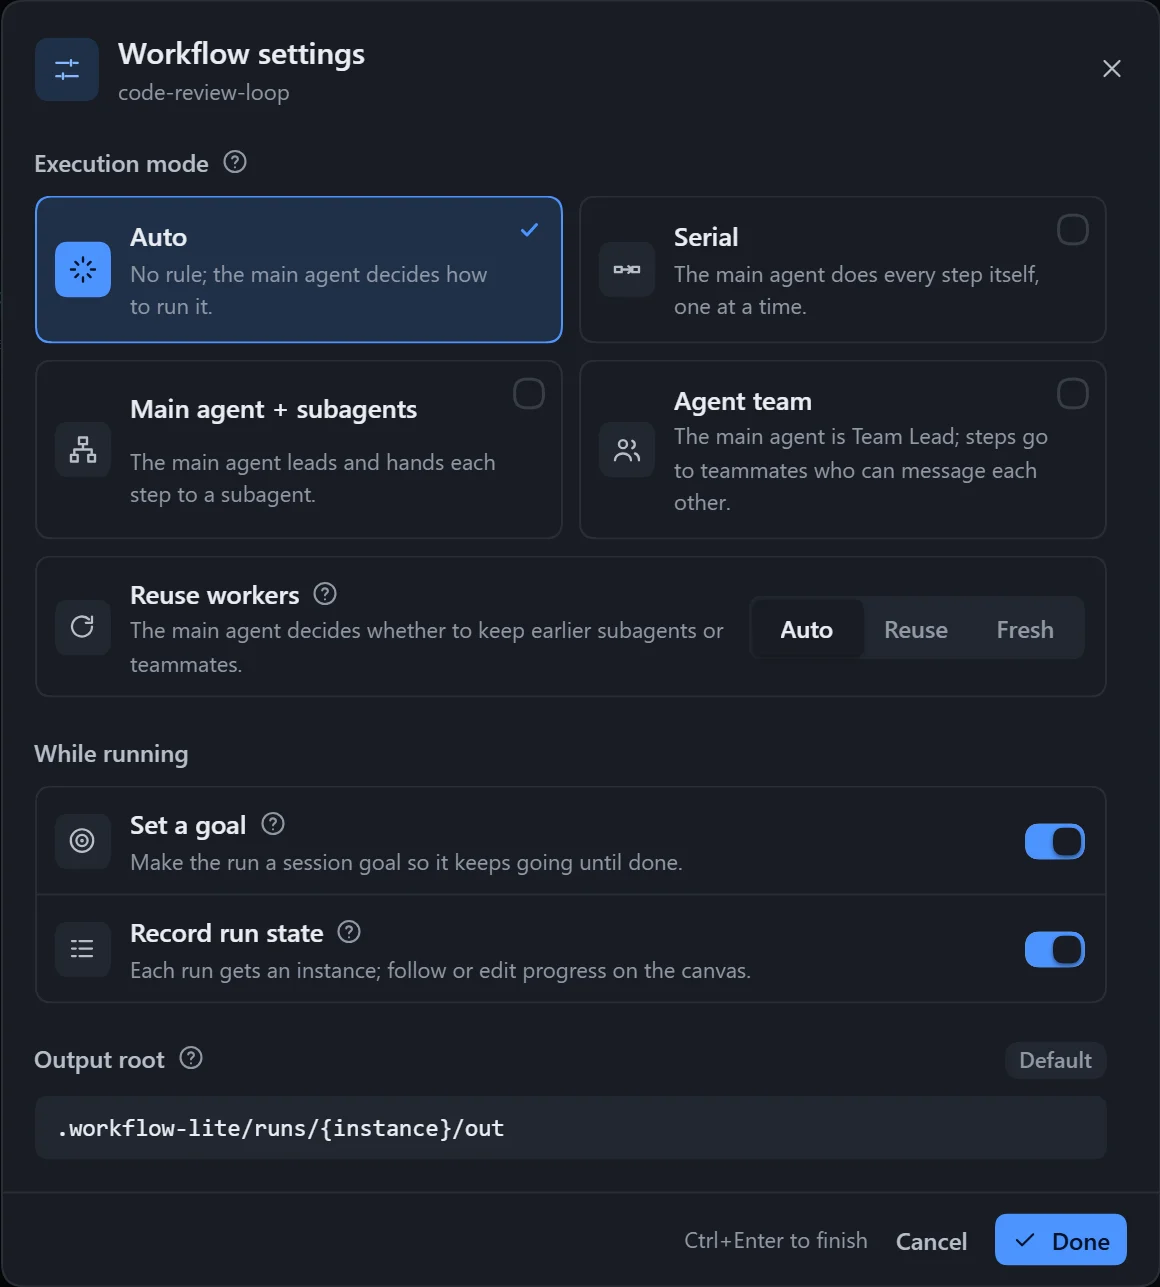 Workflow settings
code-review-loop
Execution mode
Auto
No rule; the main agent decides how
to run it.
Serial
The main agent does every step itself,
one at a time.
Main agent + subagents
The main agent leads and hands each
step to a subagent.
Agent team
The main agent is Team Lead; steps go
to teammates who can message each
other.
Reuse workers
The main agent decides whether to keep earlier subagents or
teammates.
Auto Reuse Fresh
While running
Set a goal
Make the run a session goal so it keeps going until done.
Record run state
Each run gets an instance; follow or edit progress on the canvas.
Output root
Default
.workflow-lite/runs/{instance}/out
Ctrl+Enter to finish Cancel Done